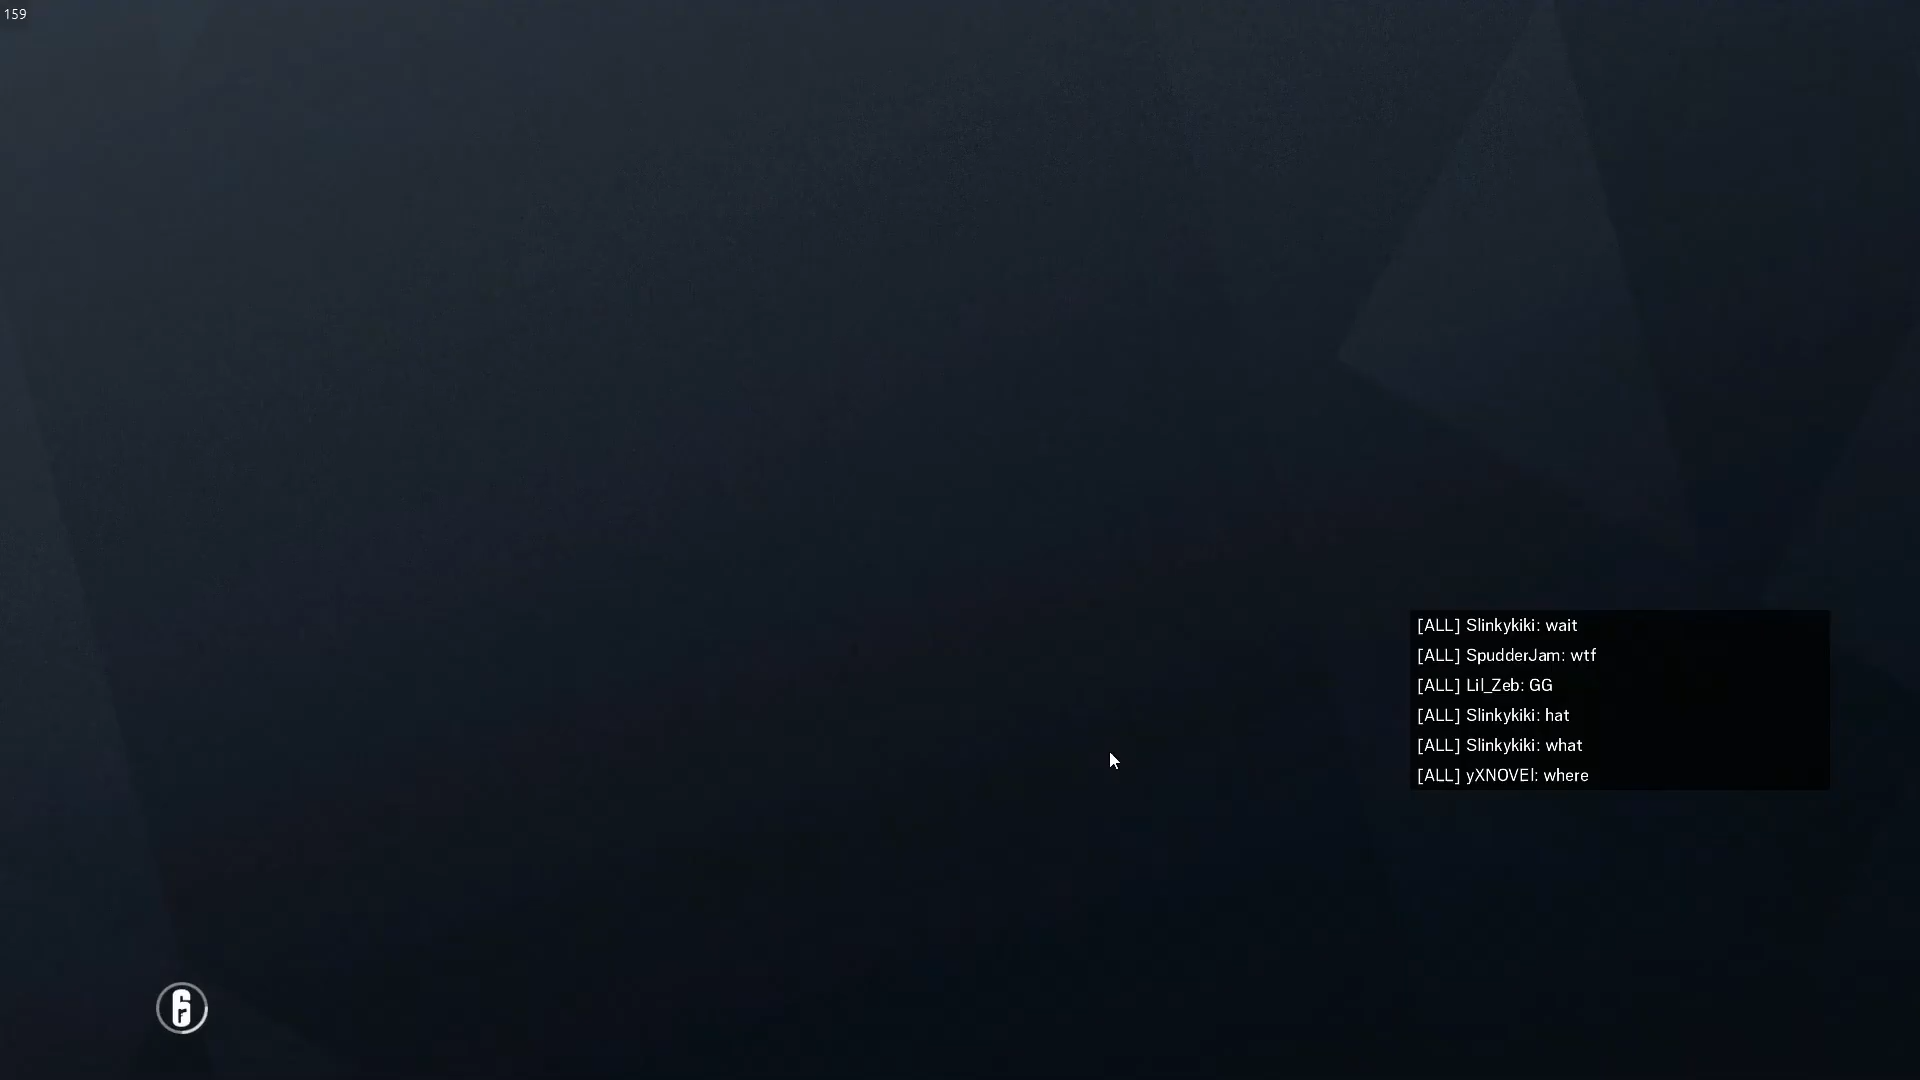 159
[ALL] Slinkykiki: wait
[ALL] SpudderJam: wtf
[ALL] Lil_Zeb: GG
[ALL] Slinkykiki: hat
[ALL] Slinkykiki: what
[ALL] yXNOVEl: where
6